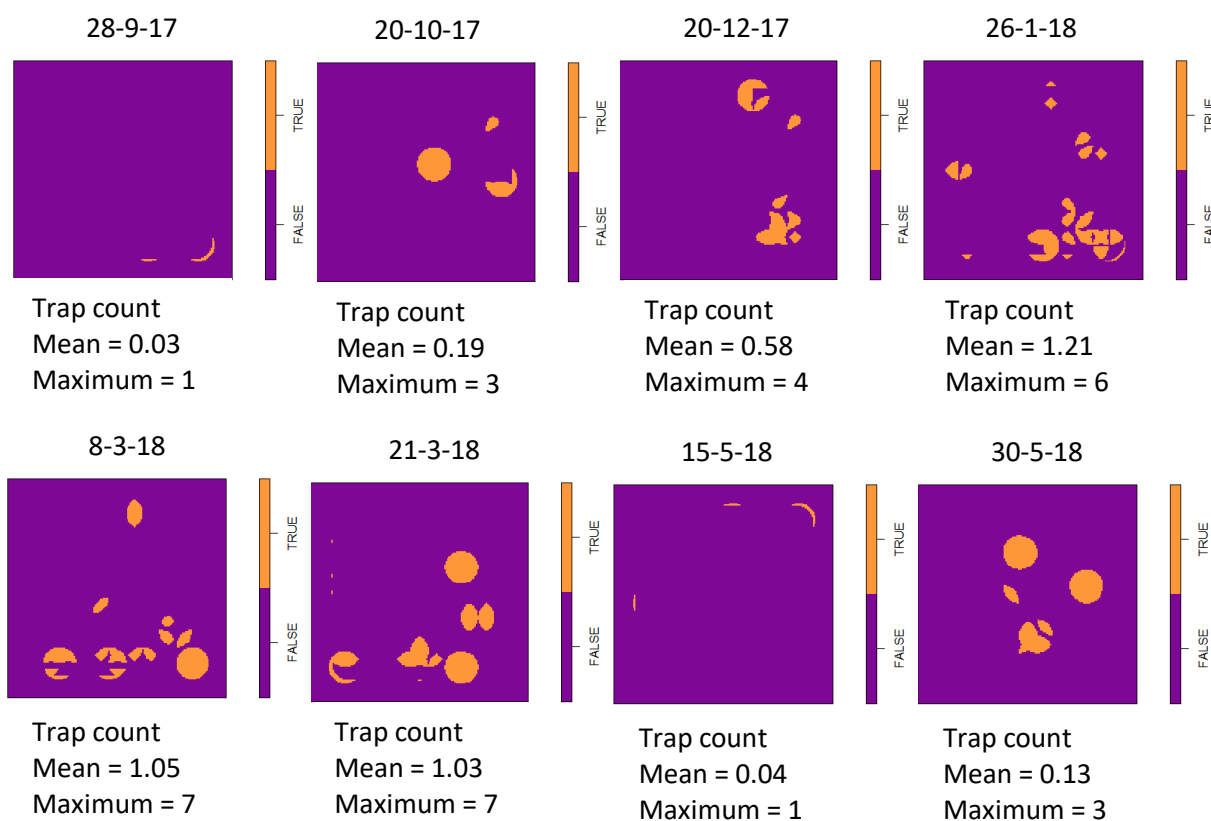 28-9-17
20-10-17
20-12-17
26-1-18
TRUE
FALSE
TRUE
FALSE
TRUE
FALSE
TRUE
FALSE
Trap count
Mean = 0.03
Maximum = 1
Trap count
Mean = 0.19
Maximum = 3
Trap count
Mean = 0.58
Maximum = 4
Trap count
Mean = 1.21
Maximum = 6
8-3-18
21-3-18
15-5-18
30-5-18
TRUE
FALSE
TRUE
FALSE
TRUE
FALSE
TRUE
FALSE
Trap count
Mean = 1.05
Maximum = 7
Trap count
Mean = 1.03
Maximum = 7
Trap count
Mean = 0.04
Maximum = 1
Trap count
Mean = 0.13
Maximum = 3